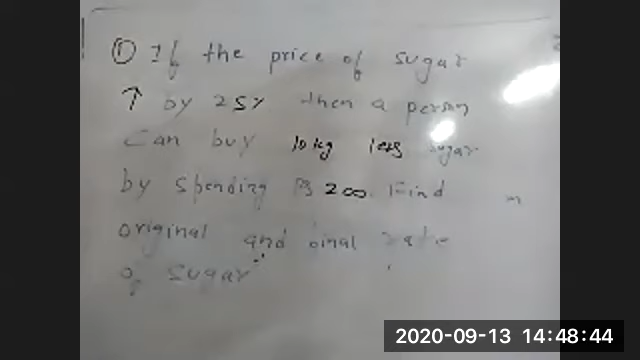 ① If the price of sugar
↑ by 25% then a person
can buy 10 kg less sugar
by spending Rs 200. Find
original and final rate
of sugar
2020-09-13 14:48:44